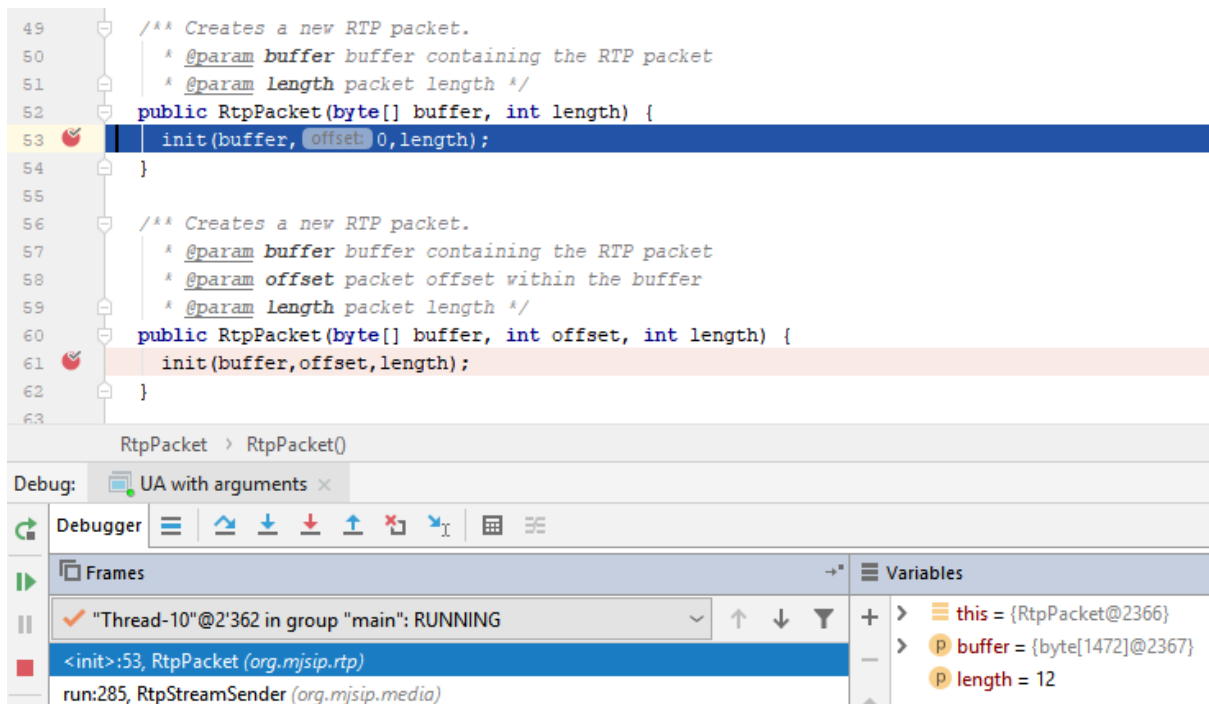 49 /** Creates a new RTP packet.
50 * @param buffer buffer containing the RTP packet
51 * @param length packet length */
52 public RtpPacket(byte[] buffer, int length) {
53 init(buffer, offset: 0,length);
54 }
55
56 /** Creates a new RTP packet.
57 * @param buffer buffer containing the RTP packet
58 * @param offset packet offset within the buffer
59 * @param length packet length */
60 public RtpPacket(byte[] buffer, int offset, int length) {
61 init(buffer,offset,length);
62 }
63
RtpPacket > RtpPacket()
Debug: UA with arguments ×
Debugger
Frames
Variables
"Thread-10"@2'362 in group "main": RUNNING
this = {RtpPacket@2366}
buffer = {byte[1472]@2367}
<init>:53, RtpPacket (org.mjsip.rtp)
length = 12
run:285, RtpStreamSender (org.mjsip.media)